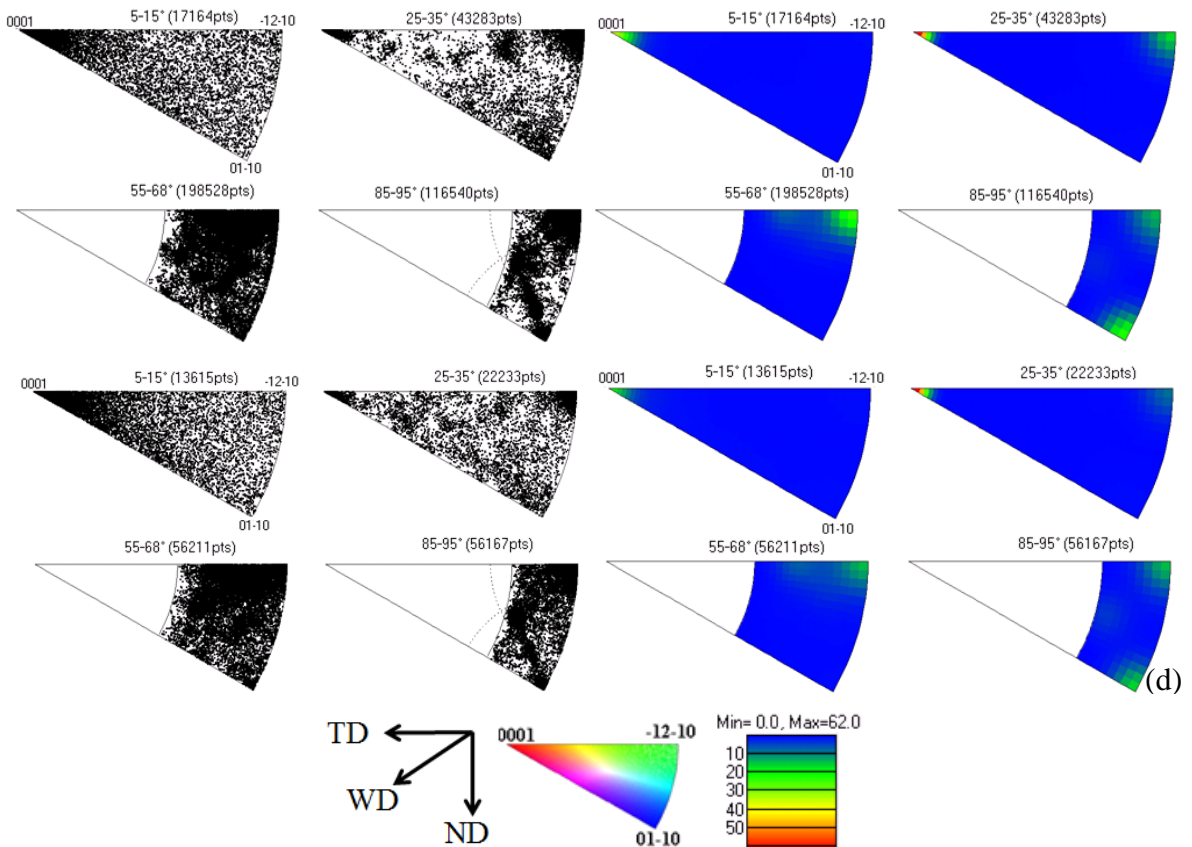 0001 5-15° (17164pts) -12-10 25-35° (43283pts) 0001 5-15° (17164pts) -12-10 25-35° (43283pts)
01-10 01-10
55-68° (198528pts) 85-95° (116540pts) 55-68° (198528pts) 85-95° (116540pts)
0001 5-15° (13615pts) -12-10 25-35° (22233pts) 0001 5-15° (13615pts) -12-10 25-35° (22233pts)
01-10 01-10
55-68° (56211pts) 85-95° (56167pts) 55-68° (56211pts) 85-95° (56167pts)
(d)
TD
WD
ND
0001 -12-10
01-10
Min= 0.0, Max=62.0
10
20
30
40
50